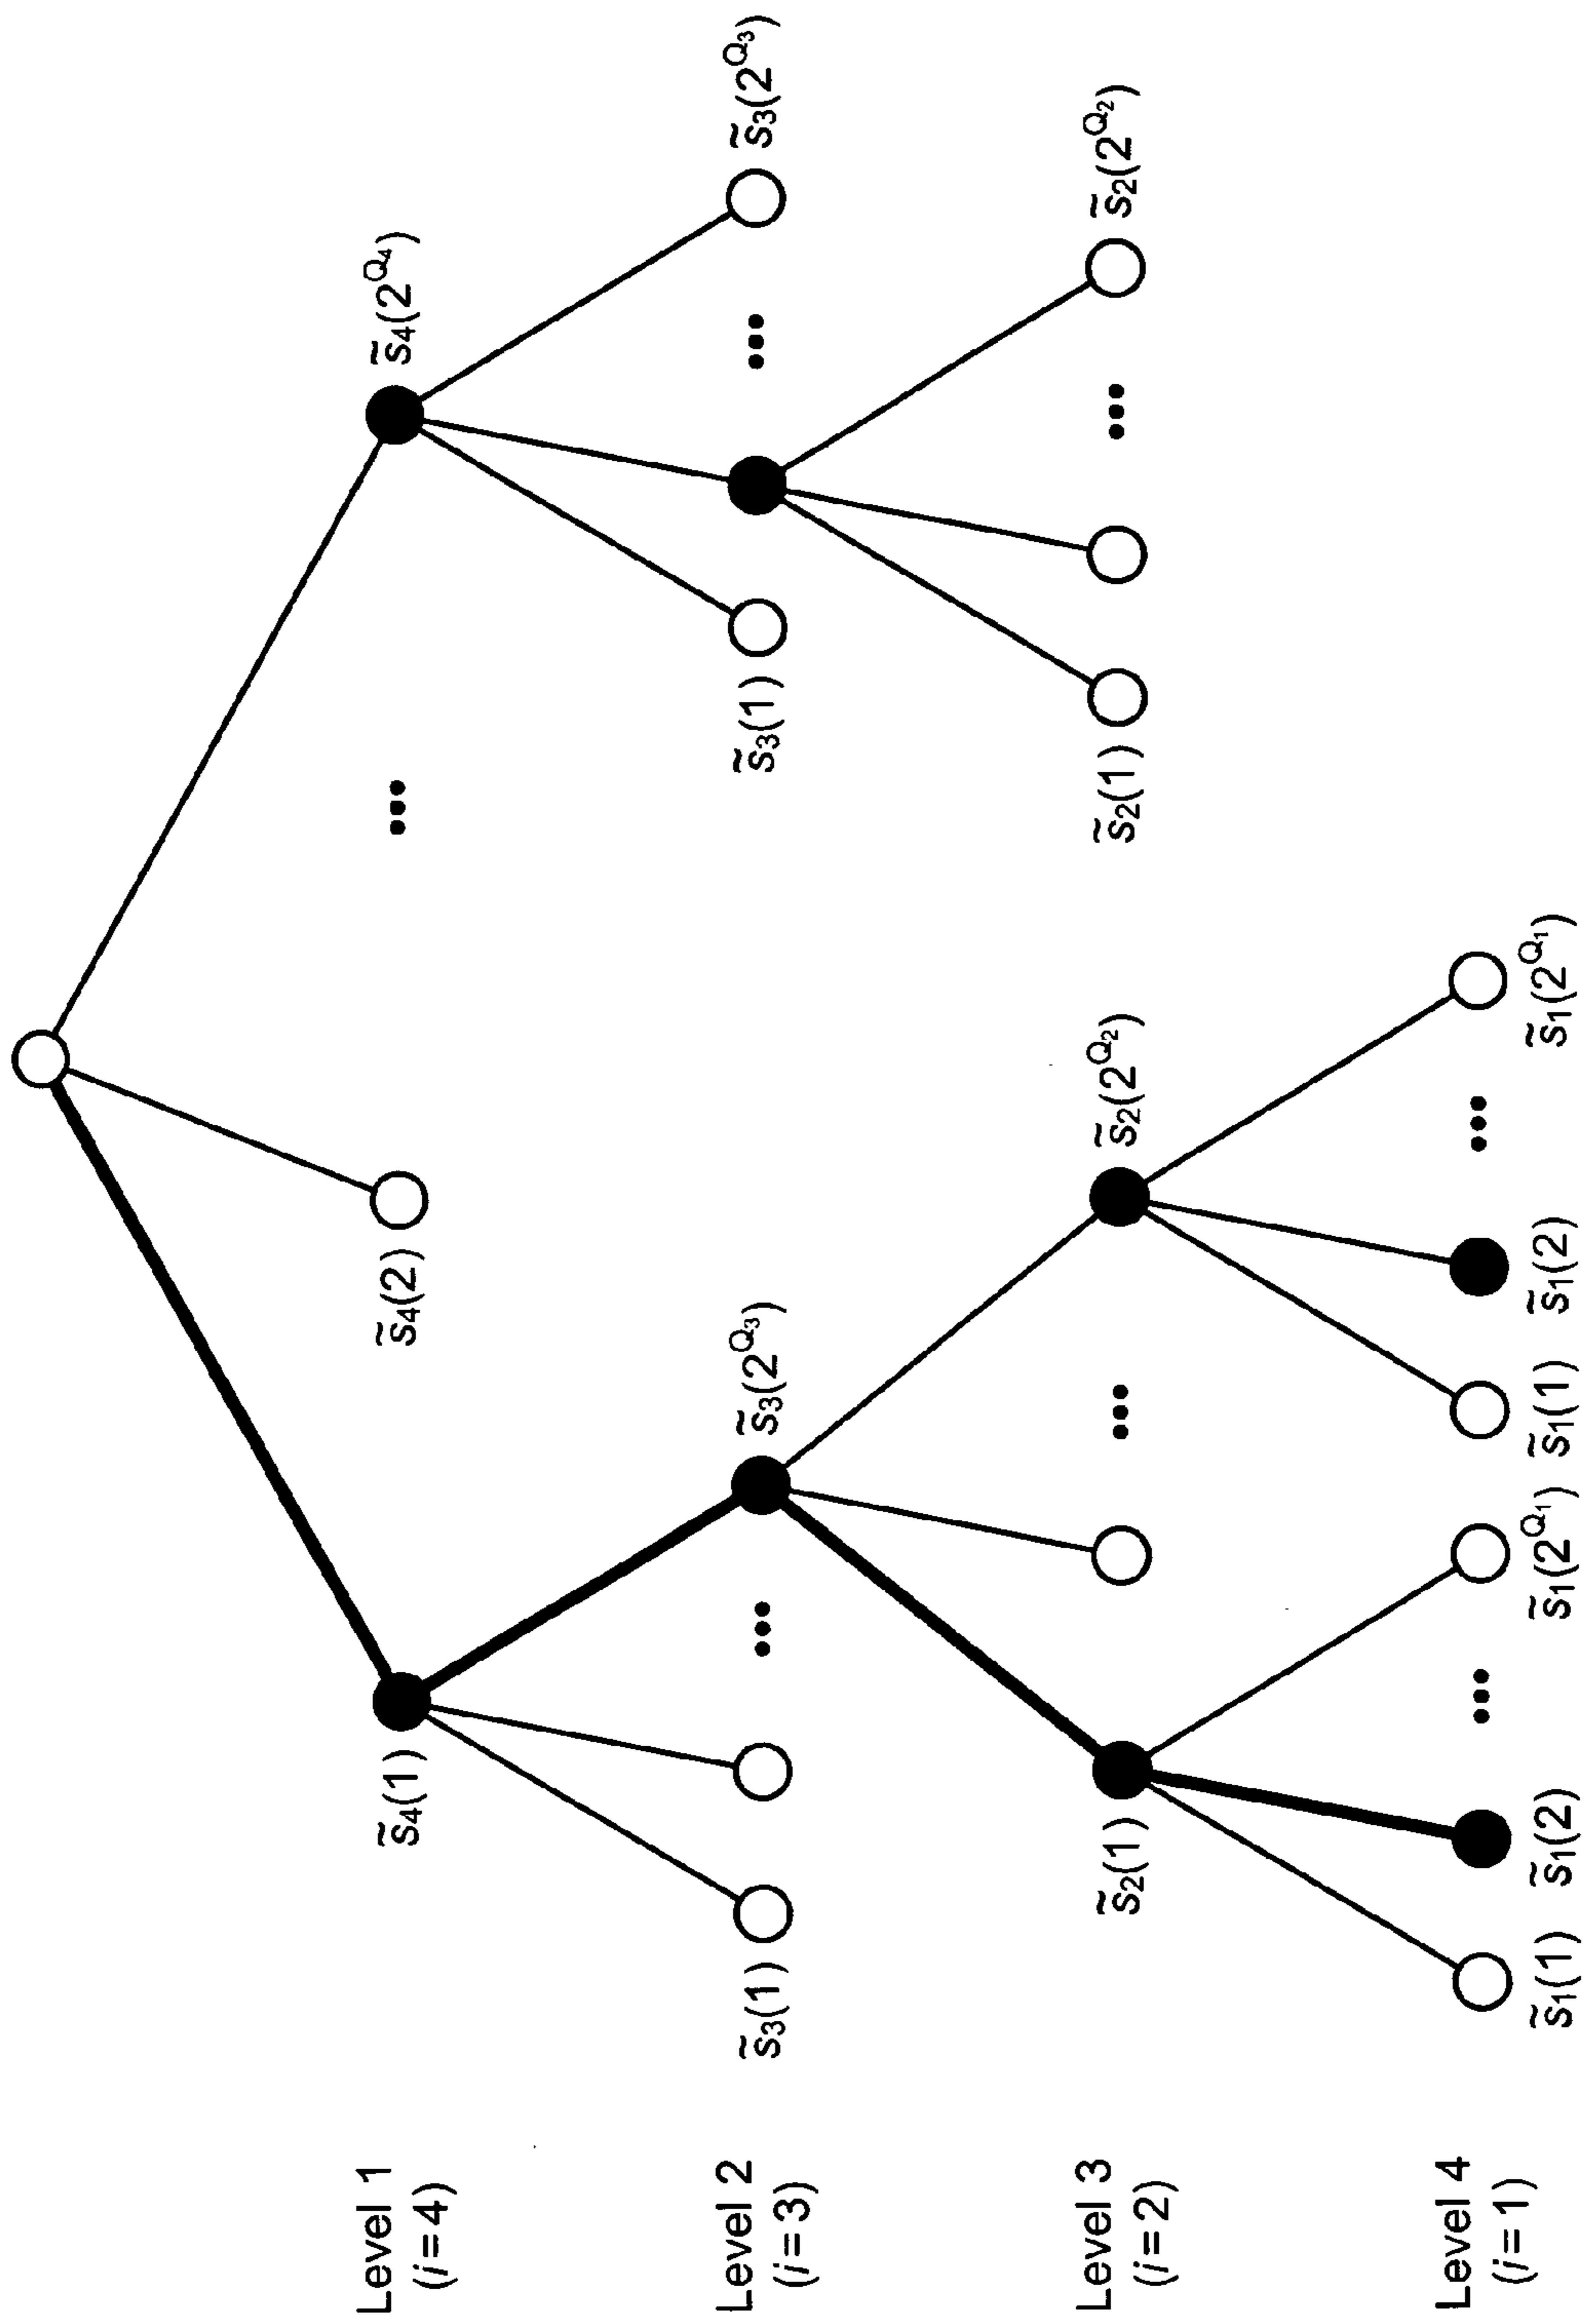 Level 1
(i=4)
s̃₄(1)
s̃₄(2)
•••
s̃₄(2^Q₄)
Level 2
(i=3)
s̃₃(1)
•••
s̃₃(2^Q₃)
s̃₃(1)
•••
s̃₃(2^Q₃)
Level 3
(i=2)
s̃₂(1)
•••
s̃₂(2^Q₂)
s̃₂(1)
•••
s̃₂(2^Q₂)
Level 4
(i=1)
•••
•••
s̃₁(1) s̃₁(2) s̃₁(2^Q₁) s̃₁(1) s̃₁(2) s̃₁(2^Q₁)